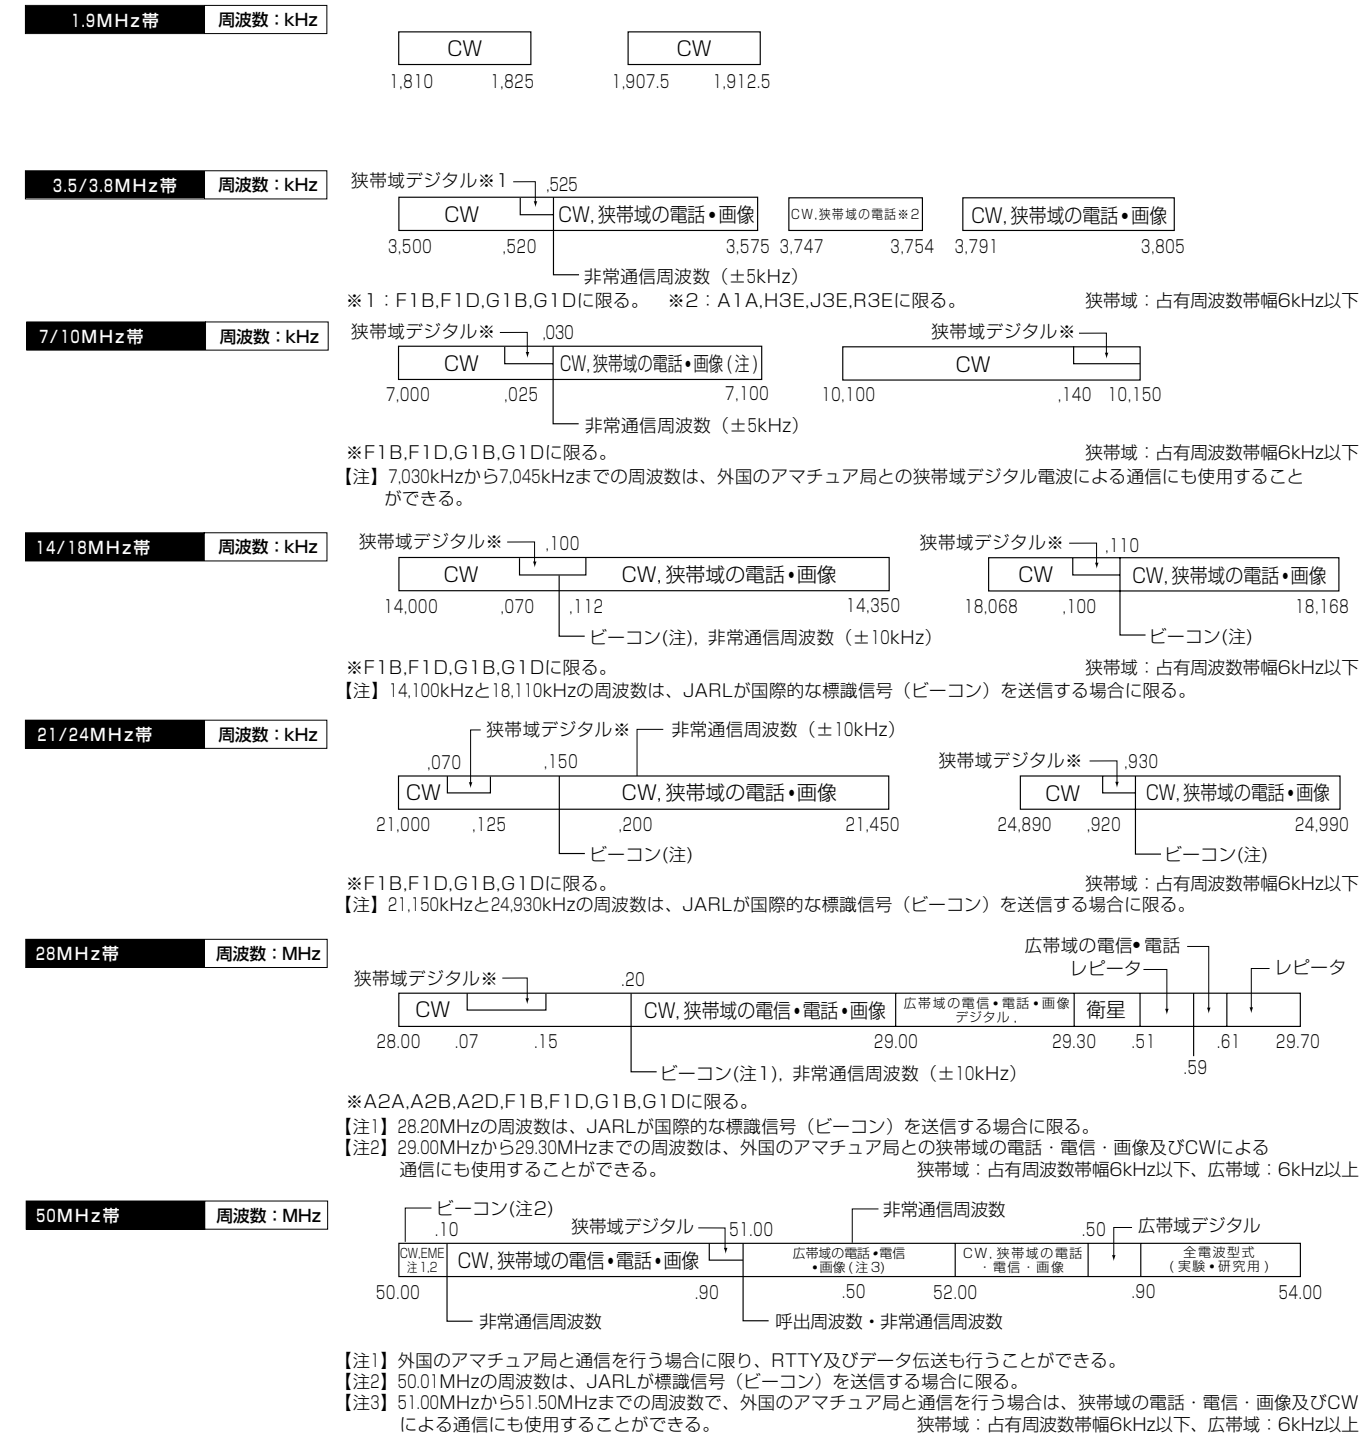 1.9MHz帯 周波数：kHz
CW CW
1,810 1,825 1,907.5 1,912.5
3.5/3.8MHz帯 周波数：kHz 狭帯域デジタル※1 ,525
CW CW, 狭帯域の電話•画像 CW, 狭帯域の電話※2 CW, 狭帯域の電話•画像
3,500 ,520 3,575 3,747 3,754 3,791 3,805
非常通信周波数（±5kHz）
※1：F1B,F1D,G1B,G1Dに限る。 ※2：A1A,H3E,J3E,R3Eに限る。 狭帯域：占有周波数帯幅6kHz以下
7/10MHz帯 周波数：kHz 狭帯域デジタル※ ,030 狭帯域デジタル※
CW CW, 狭帯域の電話•画像(注) CW
7,000 ,025 7,100 10,100 ,140 10,150
非常通信周波数（±5kHz）
※F1B,F1D,G1B,G1Dに限る。 狭帯域：占有周波数帯幅6kHz以下
【注】7,030kHzから7,045kHzまでの周波数は、外国のアマチュア局との狭帯域デジタル電波による通信にも使用すること
ができる。
14/18MHz帯 周波数：kHz 狭帯域デジタル※ ,100 狭帯域デジタル※ ,110
CW CW, 狭帯域の電話•画像 CW CW, 狭帯域の電話•画像
14,000 ,070 ,112 14,350 18,068 ,100 18,168
ビーコン(注), 非常通信周波数（±10kHz） ビーコン(注)
※F1B,F1D,G1B,G1Dに限る。 狭帯域：占有周波数帯幅6kHz以下
【注】14,100kHzと18,110kHzの周波数は、JARLが国際的な標識信号（ビーコン）を送信する場合に限る。
21/24MHz帯 周波数：kHz 狭帯域デジタル※ 非常通信周波数（±10kHz）
,070 ,150 狭帯域デジタル※ ,930
CW CW, 狭帯域の電話•画像 CW CW, 狭帯域の電話•画像
21,000 ,125 ,200 21,450 24,890 ,920 24,990
ビーコン(注) ビーコン(注)
※F1B,F1D,G1B,G1Dに限る。 狭帯域：占有周波数帯幅6kHz以下
【注】21,150kHzと24,930kHzの周波数は、JARLが国際的な標識信号（ビーコン）を送信する場合に限る。
28MHz帯 周波数：MHz 広帯域の電信•電話
レピータ レピータ
狭帯域デジタル※ .20
CW CW, 狭帯域の電信•電話•画像 広帯域の電信•電話•画像 衛星
デジタル .
28.00 .07 .15 29.00 29.30 .51 .61 29.70
.59
ビーコン(注1), 非常通信周波数（±10kHz）
※A2A,A2B,A2D,F1B,F1D,G1B,G1Dに限る。
【注1】28.20MHzの周波数は、JARLが国際的な標識信号（ビーコン）を送信する場合に限る。
【注2】29.00MHzから29.30MHzまでの周波数は、外国のアマチュア局との狭帯域の電話・電信・画像及びCWによる
通信にも使用することができる。 狭帯域：占有周波数帯幅6kHz以下、広帯域：6kHz以上
50MHz帯 周波数：MHz ビーコン(注2) 非常通信周波数
.10 狭帯域デジタル 51.00 .50 広帯域デジタル
CW,EME CW, 狭帯域の電信•電話•画像 広帯域の電話•電信 CW, 狭帯域の電話 全電波型式
注1,2 •画像(注3) ・電信・画像 (実験•研究用)
50.00 .90 .50 52.00 .90 54.00
非常通信周波数 呼出周波数・非常通信周波数
【注1】外国のアマチュア局と通信を行う場合に限り、RTTY及びデータ伝送も行うことができる。
【注2】50.01MHzの周波数は、JARLが標識信号（ビーコン）を送信する場合に限る。
【注3】51.00MHzから51.50MHzまでの周波数で、外国のアマチュア局と通信を行う場合は、狭帯域の電話・電信・画像及びCW
による通信にも使用することができる。 狭帯域：占有周波数帯幅6kHz以下、広帯域：6kHz以上